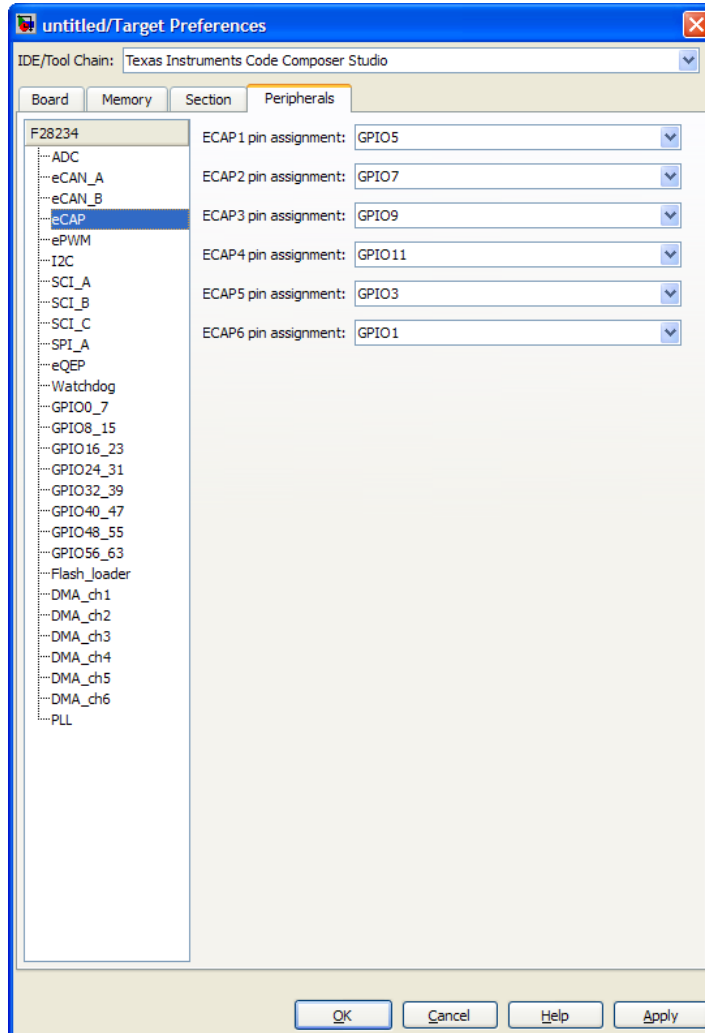 untitled/Target Preferences
IDE/Tool Chain: Texas Instruments Code Composer Studio
Board Memory Section Peripherals
F28234
ADC
eCAN_A
eCAN_B
eCAP
ePWM
I2C
SCI_A
SCI_B
SCI_C
SPI_A
eQEP
Watchdog
GPIO0_7
GPIO8_15
GPIO16_23
GPIO24_31
GPIO32_39
GPIO40_47
GPIO48_55
GPIO56_63
Flash_loader
DMA_ch1
DMA_ch2
DMA_ch3
DMA_ch4
DMA_ch5
DMA_ch6
PLL
ECAP1 pin assignment: GPIO5
ECAP2 pin assignment: GPIO7
ECAP3 pin assignment: GPIO9
ECAP4 pin assignment: GPIO11
ECAP5 pin assignment: GPIO3
ECAP6 pin assignment: GPIO1
OK Cancel Help Apply